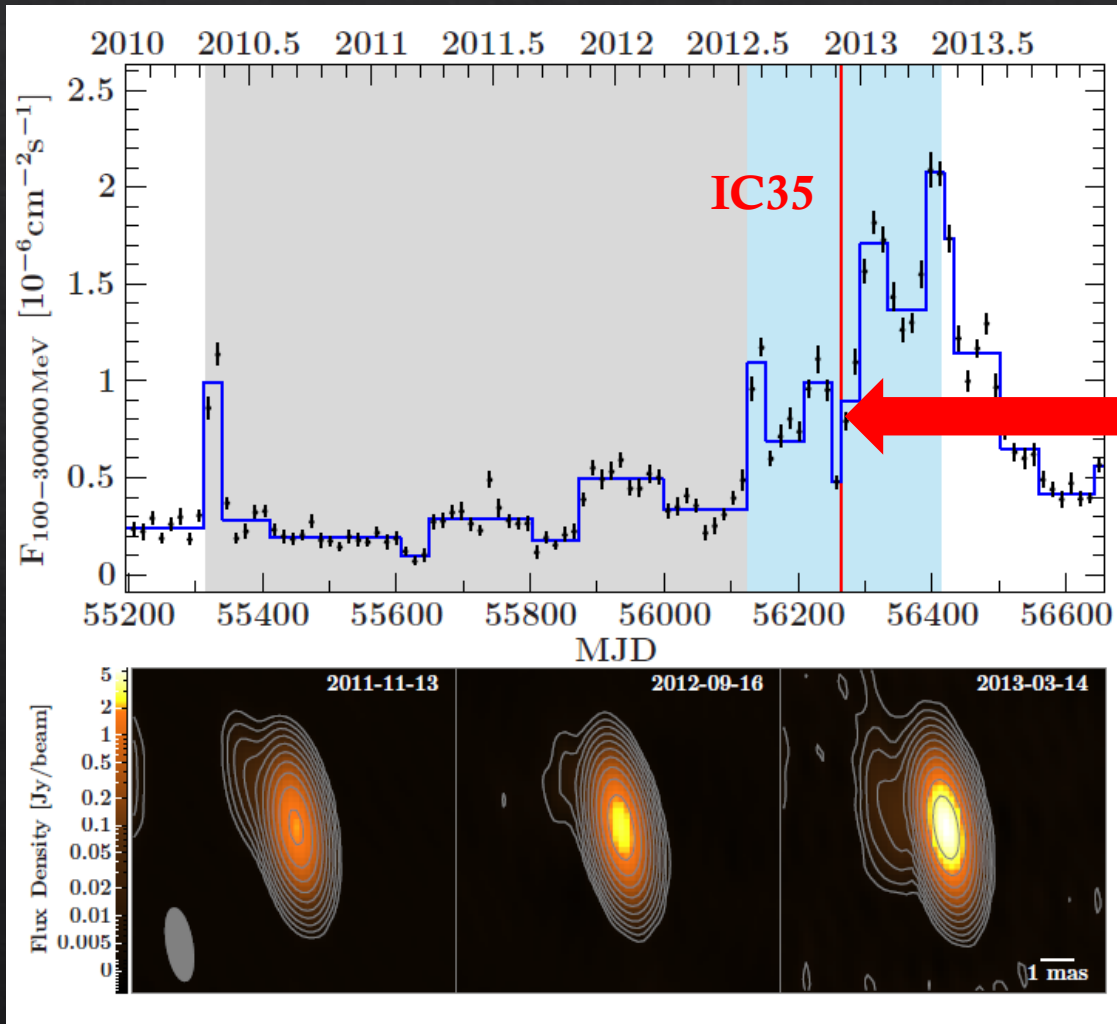 2010 2010.5 2011 2011.5 2012 2012.5 2013 2013.5
F100−300000 MeV [10−6cm−2s−1]
2.5
2
1.5
1
0.5
0
IC35
55200 55400 55600 55800 56000 56200 56400 56600
MJD
Flux Density [Jy/beam]
5
2
1
0.5
0.2
0.1
0.05
0.02
0.01
0.005
0
2011-11-13 2012-09-16 2013-03-14
1 mas